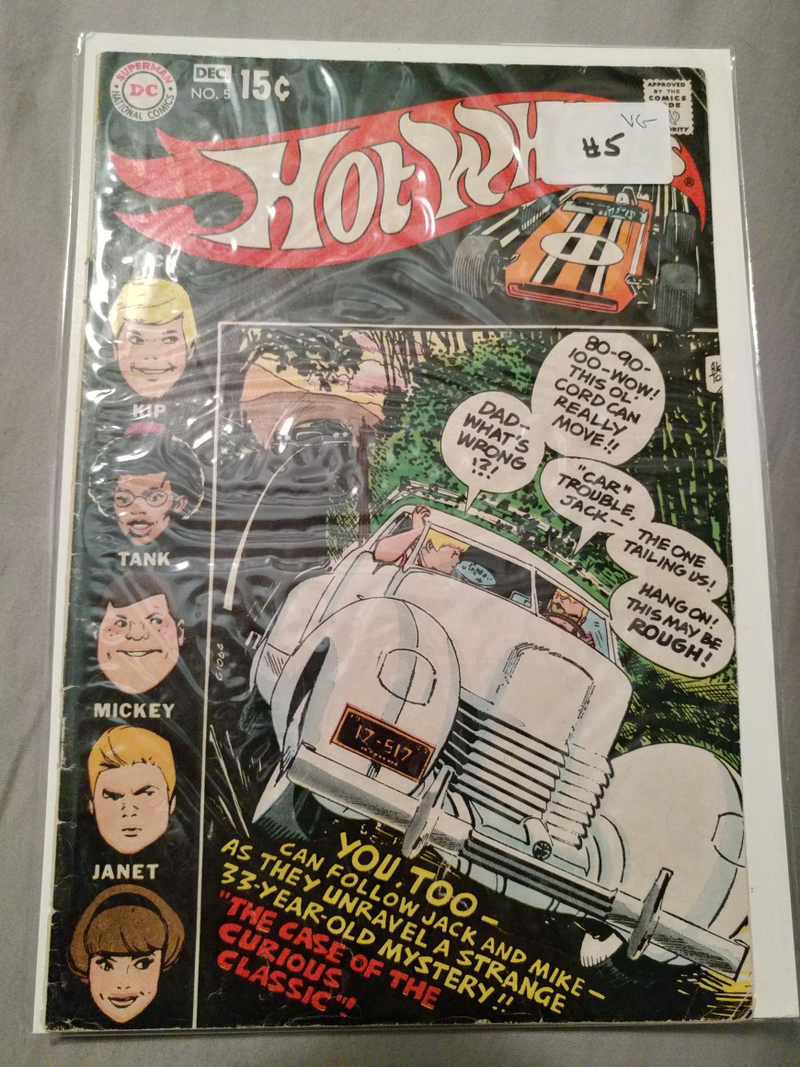 SUPERMAN
DC
NATIONAL COMICS
DEC.
NO. 5
15¢
APPROVED
BY THE
COMICS
VG-
#5
HOT WH
®
KIP
TANK
MICKEY
JANET
80-90-
100-WOW!
THIS OL'
CORD CAN
REALLY
MOVE!!
DAD-
WHAT'S
WRONG
!?!
"CAR"
TROUBLE,
JACK—
THE ONE
TAILING US!
HANG ON!
THIS MAY BE
ROUGH!
17-517
YOU, TOO—
CAN FOLLOW JACK AND MIKE—
AS THEY UNRAVEL A STRANGE
33-YEAR-OLD MYSTERY!!
"THE CASE OF THE
CURIOUS
CLASSIC"!